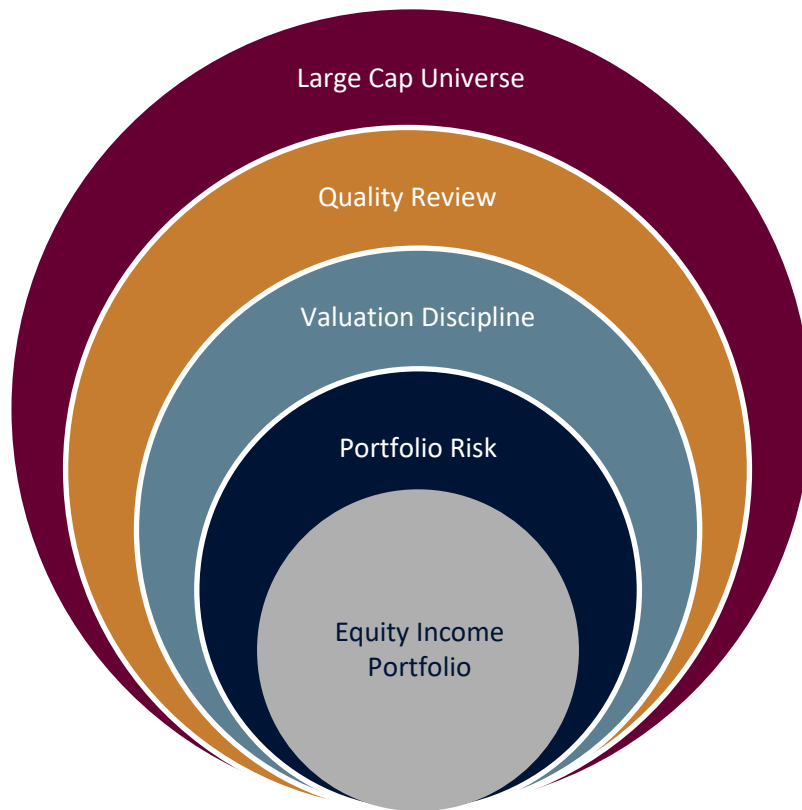 Large Cap Universe
Quality Review
Valuation Discipline
Portfolio Risk
Equity Income
Portfolio